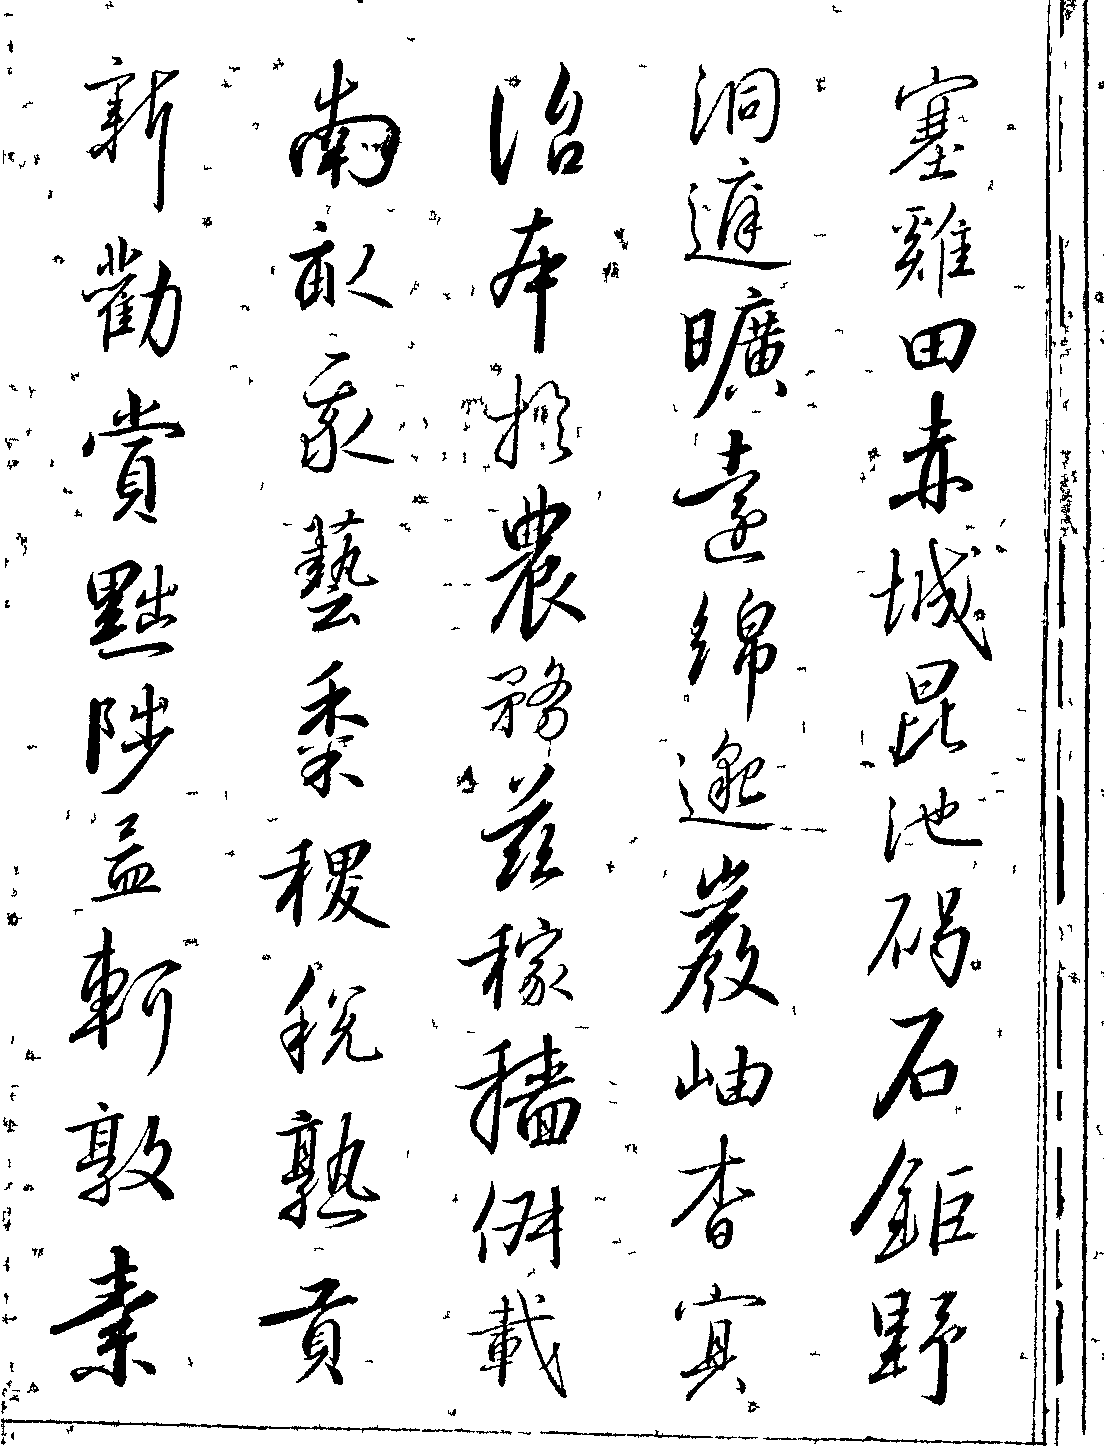 塞雞田赤城昆池碣石鉅野
洞庭曠遠綿邈巖岫杳冥
治本於農務茲稼穡俶載
南畝我藝黍稷稅熟貢
新勸賞黜陟孟軻敦素